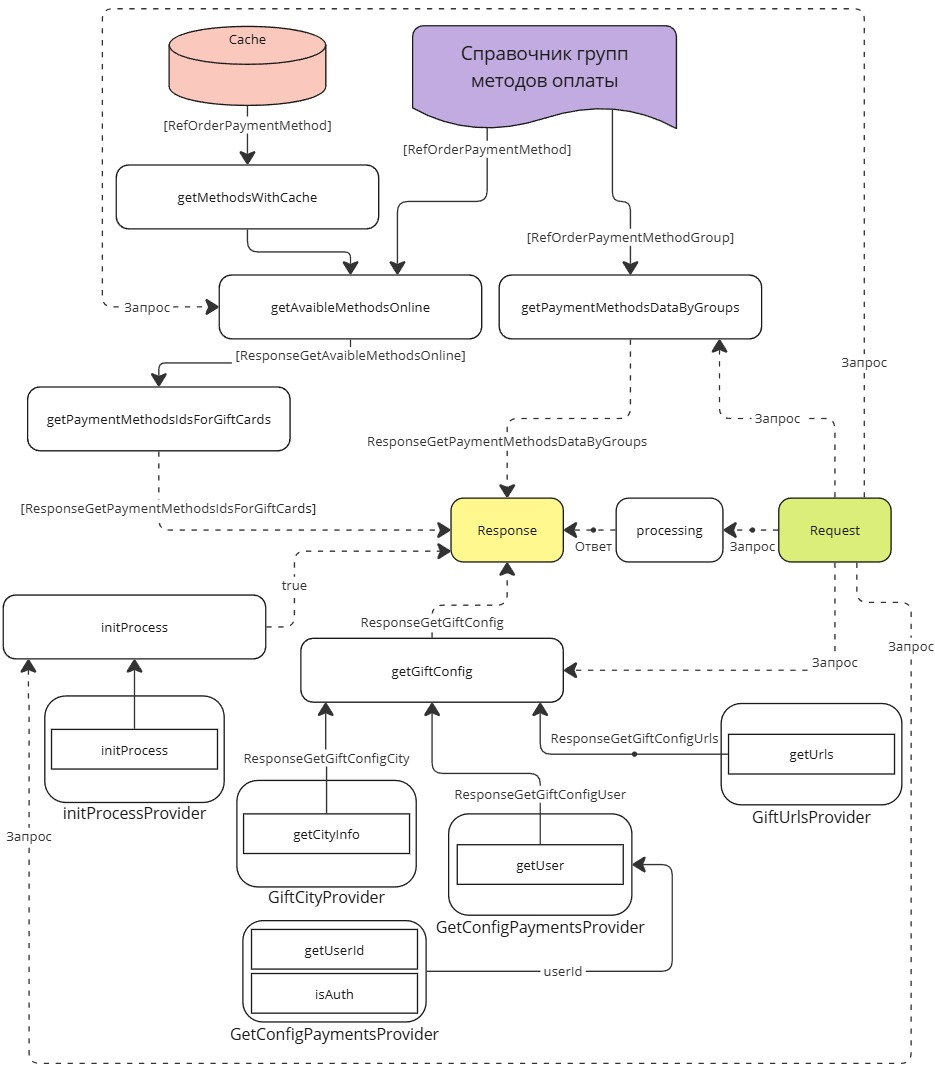 Cache
Справочник групп
методов оплаты
[RefOrderPaymentMethod]
[RefOrderPaymentMethod]
getMethodsWithCache
[RefOrderPaymentMethodGroup]
Запрос
getAvaibleMethodsOnline
getPaymentMethodsDataByGroups
[ResponseGetAvaibleMethodsOnline]
Запрос
getPaymentMethodsIdsForGiftCards
Запрос
ResponseGetPaymentMethodsDataByGroups
[ResponseGetPaymentMethodsIdsForGiftCards]
Response
processing
Request
Ответ
Запрос
true
initProcess
ResponseGetGiftConfig
Запрос
Запрос
getGiftConfig
initProcess
initProcessProvider
ResponseGetGiftConfigUrls
getUrls
GiftUrlsProvider
ResponseGetGiftConfigCity
ResponseGetGiftConfigUser
Запрос
getCityInfo
GiftCityProvider
getUser
GetConfigPaymentsProvider
getUserId
isAuth
userId
GetConfigPaymentsProvider